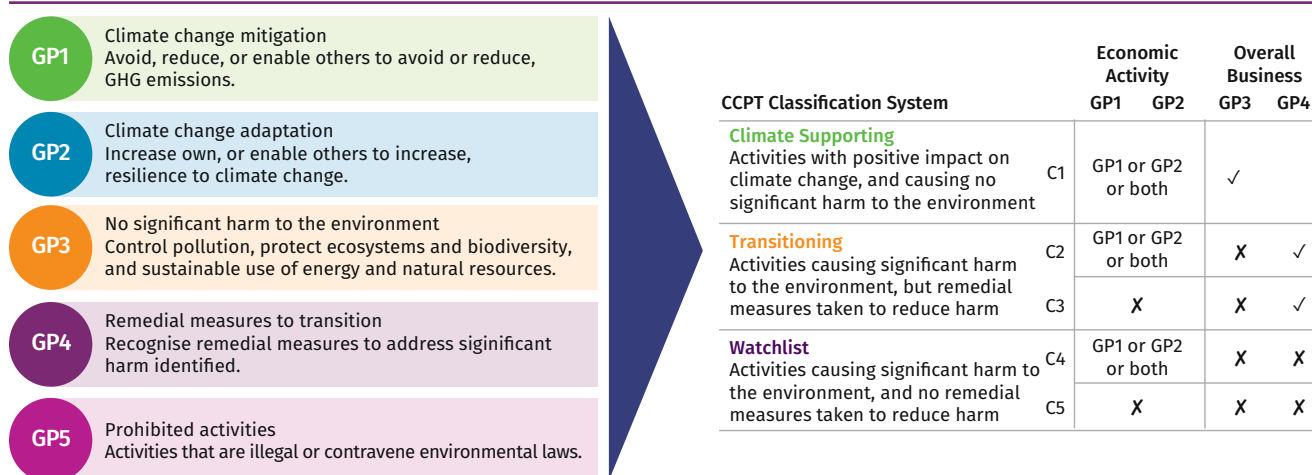 GP1
Climate change mitigation
Avoid, reduce, or enable others to avoid or reduce,
GHG emissions.
GP2
Climate change adaptation
Increase own, or enable others to increase,
resilience to climate change.
GP3
No significant harm to the environment
Control pollution, protect ecosystems and biodiversity,
and sustainable use of energy and natural resources.
GP4
Remedial measures to transition
Recognise remedial measures to address siginificant
harm identified.
GP5
Prohibited activities
Activities that are illegal or contravene environmental laws.
Economic Activity
Overall Business
CCPT Classification System GP1 GP2 GP3 GP4
Climate Supporting
Activities with positive impact on
climate change, and causing no
significant harm to the environment
C1 GP1 or GP2 or both ✓
Transitioning
Activities causing significant harm
to the environment, but remedial
measures taken to reduce harm
C2 GP1 or GP2 or both ✗ ✓
C3 ✗ ✗ ✓
Watchlist
Activities causing significant harm to
the environment, and no remedial
measures taken to reduce harm
C4 GP1 or GP2 or both ✗ ✗
C5 ✗ ✗ ✗